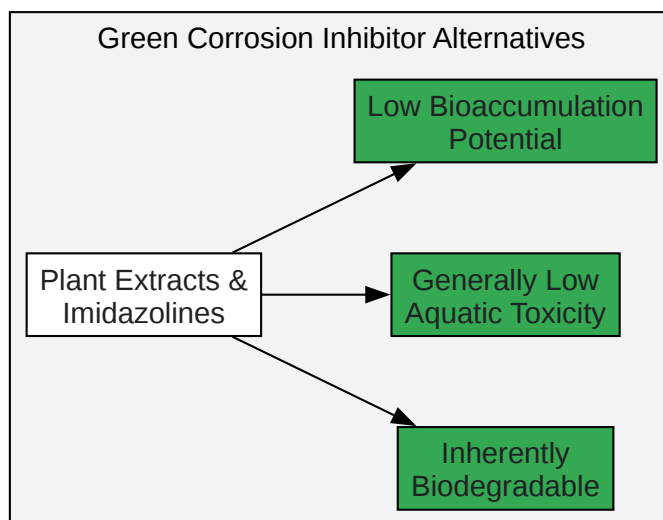 Green Corrosion Inhibitor Alternatives
Low Bioaccumulation
Potential
Plant Extracts &
Imidazolines
Generally Low
Aquatic Toxicity
Inherently
Biodegradable